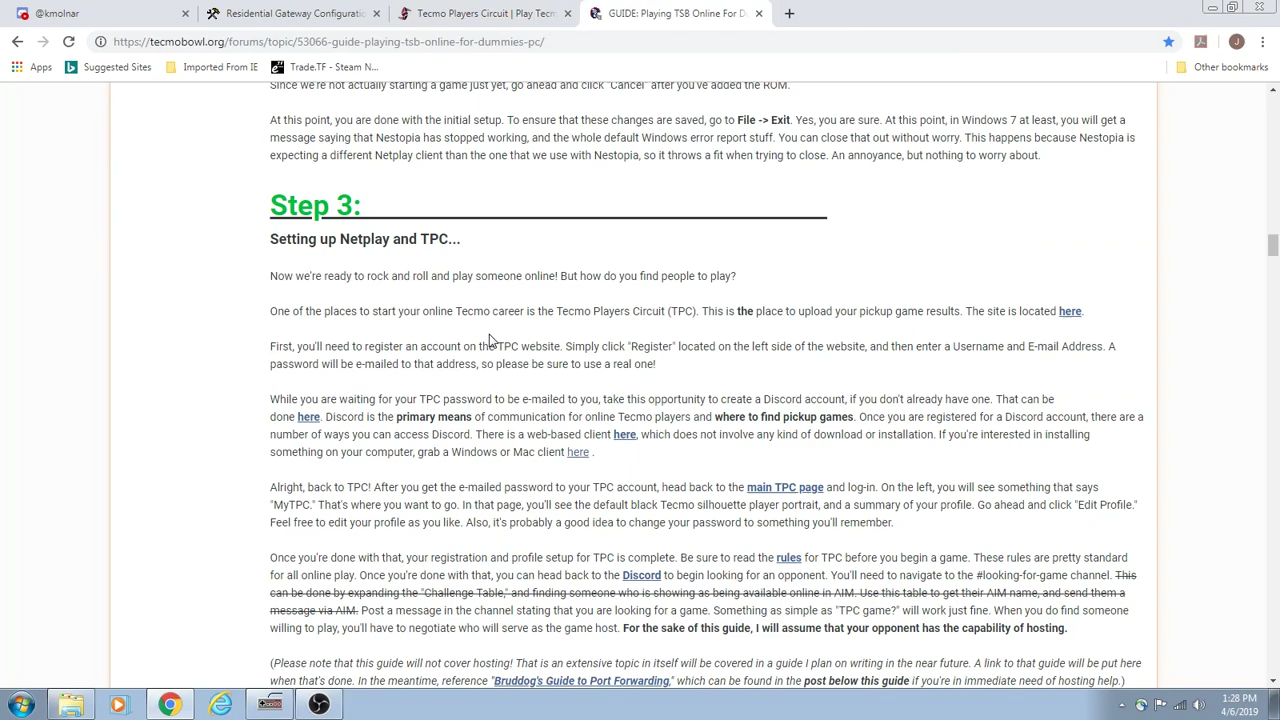 @kmolnar
Residential Gateway Configuratio
Tecmo Players Circuit | Play Tecm
GUIDE: Playing TSB Online For D
https://tecmobowl.org/forums/topic/53066-guide-playing-tsb-online-for-dummies-pc/
J
Apps
Suggested Sites
Imported From IE
Trade.TF - Steam N...
Other bookmarks
Since we're not actually starting a game just yet, go ahead and click "Cancel" after you've added the ROM.
At this point, you are done with the initial setup. To ensure that these changes are saved, go to File -> Exit. Yes, you are sure. At this point, in Windows 7 at least, you will get a
message saying that Nestopia has stopped working, and the whole default Windows error report stuff. You can close that out without worry. This happens because Nestopia is
expecting a different Netplay client than the one that we use with Nestopia, so it throws a fit when trying to close. An annoyance, but nothing to worry about.
Step 3:
Setting up Netplay and TPC...
Now we're ready to rock and roll and play someone online! But how do you find people to play?
One of the places to start your online Tecmo career is the Tecmo Players Circuit (TPC). This is the place to upload your pickup game results. The site is located here.
First, you'll need to register an account on the TPC website. Simply click "Register" located on the left side of the website, and then enter a Username and E-mail Address. A
password will be e-mailed to that address, so please be sure to use a real one!
While you are waiting for your TPC password to be e-mailed to you, take this opportunity to create a Discord account, if you don't already have one. That can be
done here. Discord is the primary means of communication for online Tecmo players and where to find pickup games. Once you are registered for a Discord account, there are a
number of ways you can access Discord. There is a web-based client here, which does not involve any kind of download or installation. If you're interested in installing
something on your computer, grab a Windows or Mac client here .
Alright, back to TPC! After you get the e-mailed password to your TPC account, head back to the main TPC page and log-in. On the left, you will see something that says
"MyTPC." That's where you want to go. In that page, you'll see the default black Tecmo silhouette player portrait, and a summary of your profile. Go ahead and click "Edit Profile."
Feel free to edit your profile as you like. Also, it's probably a good idea to change your password to something you'll remember.
Once you're done with that, your registration and profile setup for TPC is complete. Be sure to read the rules for TPC before you begin a game. These rules are pretty standard
for all online play. Once you're done with that, you can head back to the Discord to begin looking for an opponent. You'll need to navigate to the #looking-for-game channel. This
can be done by expanding the "Challenge Table," and finding someone who is showing as being available online in AIM. Use this table to get their AIM name, and send them a
message via AIM. Post a message in the channel stating that you are looking for a game. Something as simple as "TPC game?" will work just fine. When you do find someone
willing to play, you'll have to negotiate who will serve as the game host. For the sake of this guide, I will assume that your opponent has the capability of hosting.
(Please note that this guide will not cover hosting! That is an extensive topic in itself will be covered in a guide I plan on writing in the near future. A link to that guide will be put here
when that's done. In the meantime, reference "Bruddog's Guide to Port Forwarding," which can be found in the post below this guide if you're in immediate need of hosting help.)
1:28 PM
4/6/2019